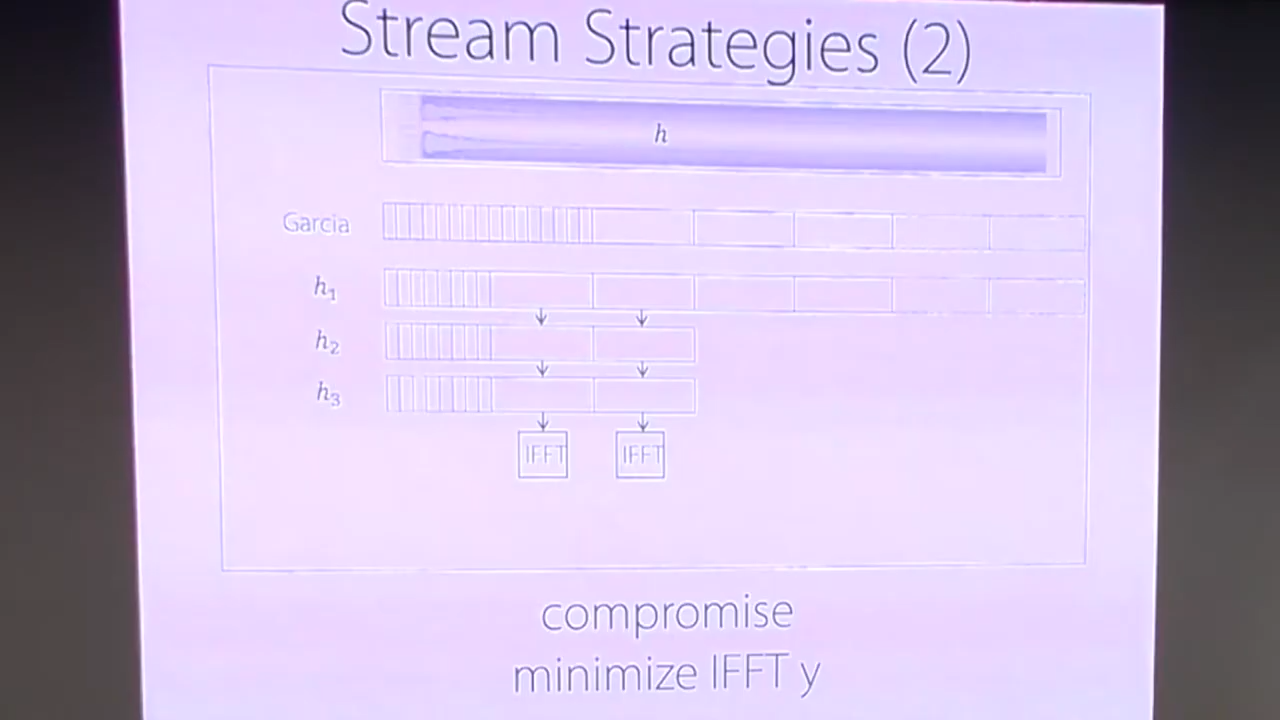 Stream Strategies (2)
h
Garcia
h₁
h₂
h₃
IFFT IFFT
compromise
minimize IFFT y